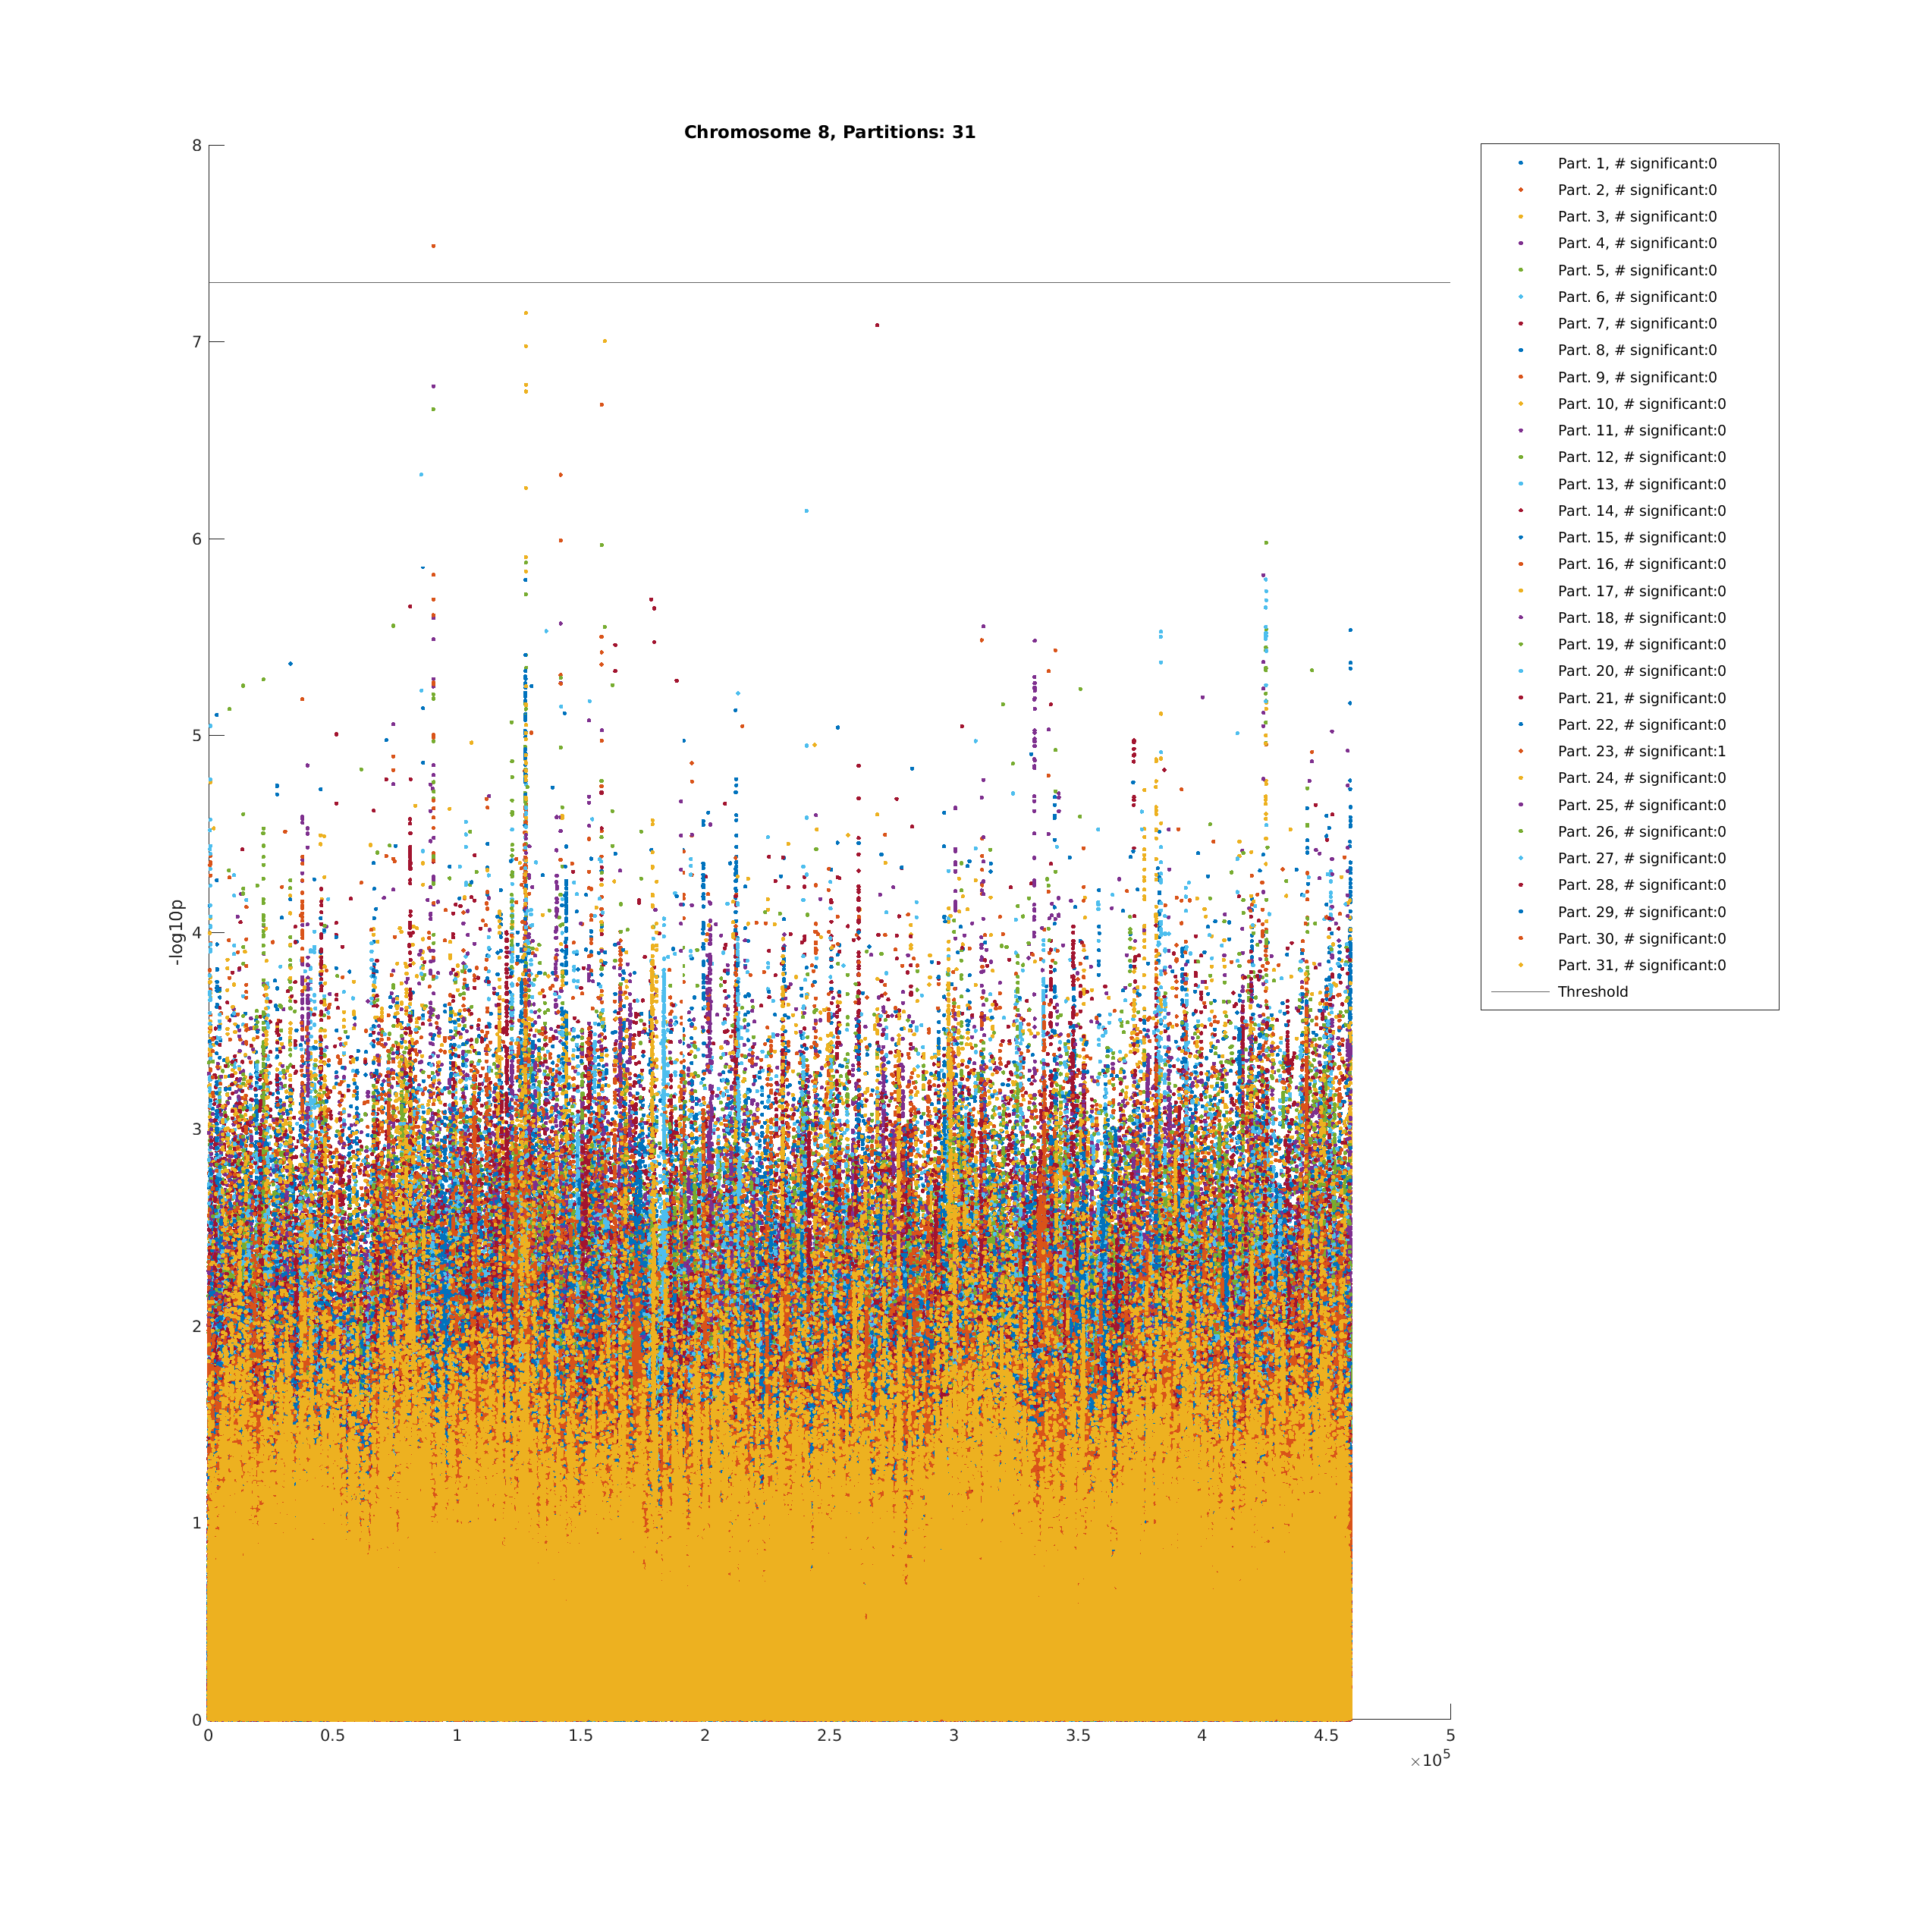 Chromosome 8, Partitions: 31
8
7
6
5
4
3
2
1
0
-log10p
0 0.5 1 1.5 2 2.5 3 3.5 4 4.5 5
×10^5
Part. 1, # significant:0
Part. 2, # significant:0
Part. 3, # significant:0
Part. 4, # significant:0
Part. 5, # significant:0
Part. 6, # significant:0
Part. 7, # significant:0
Part. 8, # significant:0
Part. 9, # significant:0
Part. 10, # significant:0
Part. 11, # significant:0
Part. 12, # significant:0
Part. 13, # significant:0
Part. 14, # significant:0
Part. 15, # significant:0
Part. 16, # significant:0
Part. 17, # significant:0
Part. 18, # significant:0
Part. 19, # significant:0
Part. 20, # significant:0
Part. 21, # significant:0
Part. 22, # significant:0
Part. 23, # significant:1
Part. 24, # significant:0
Part. 25, # significant:0
Part. 26, # significant:0
Part. 27, # significant:0
Part. 28, # significant:0
Part. 29, # significant:0
Part. 30, # significant:0
Part. 31, # significant:0
Threshold